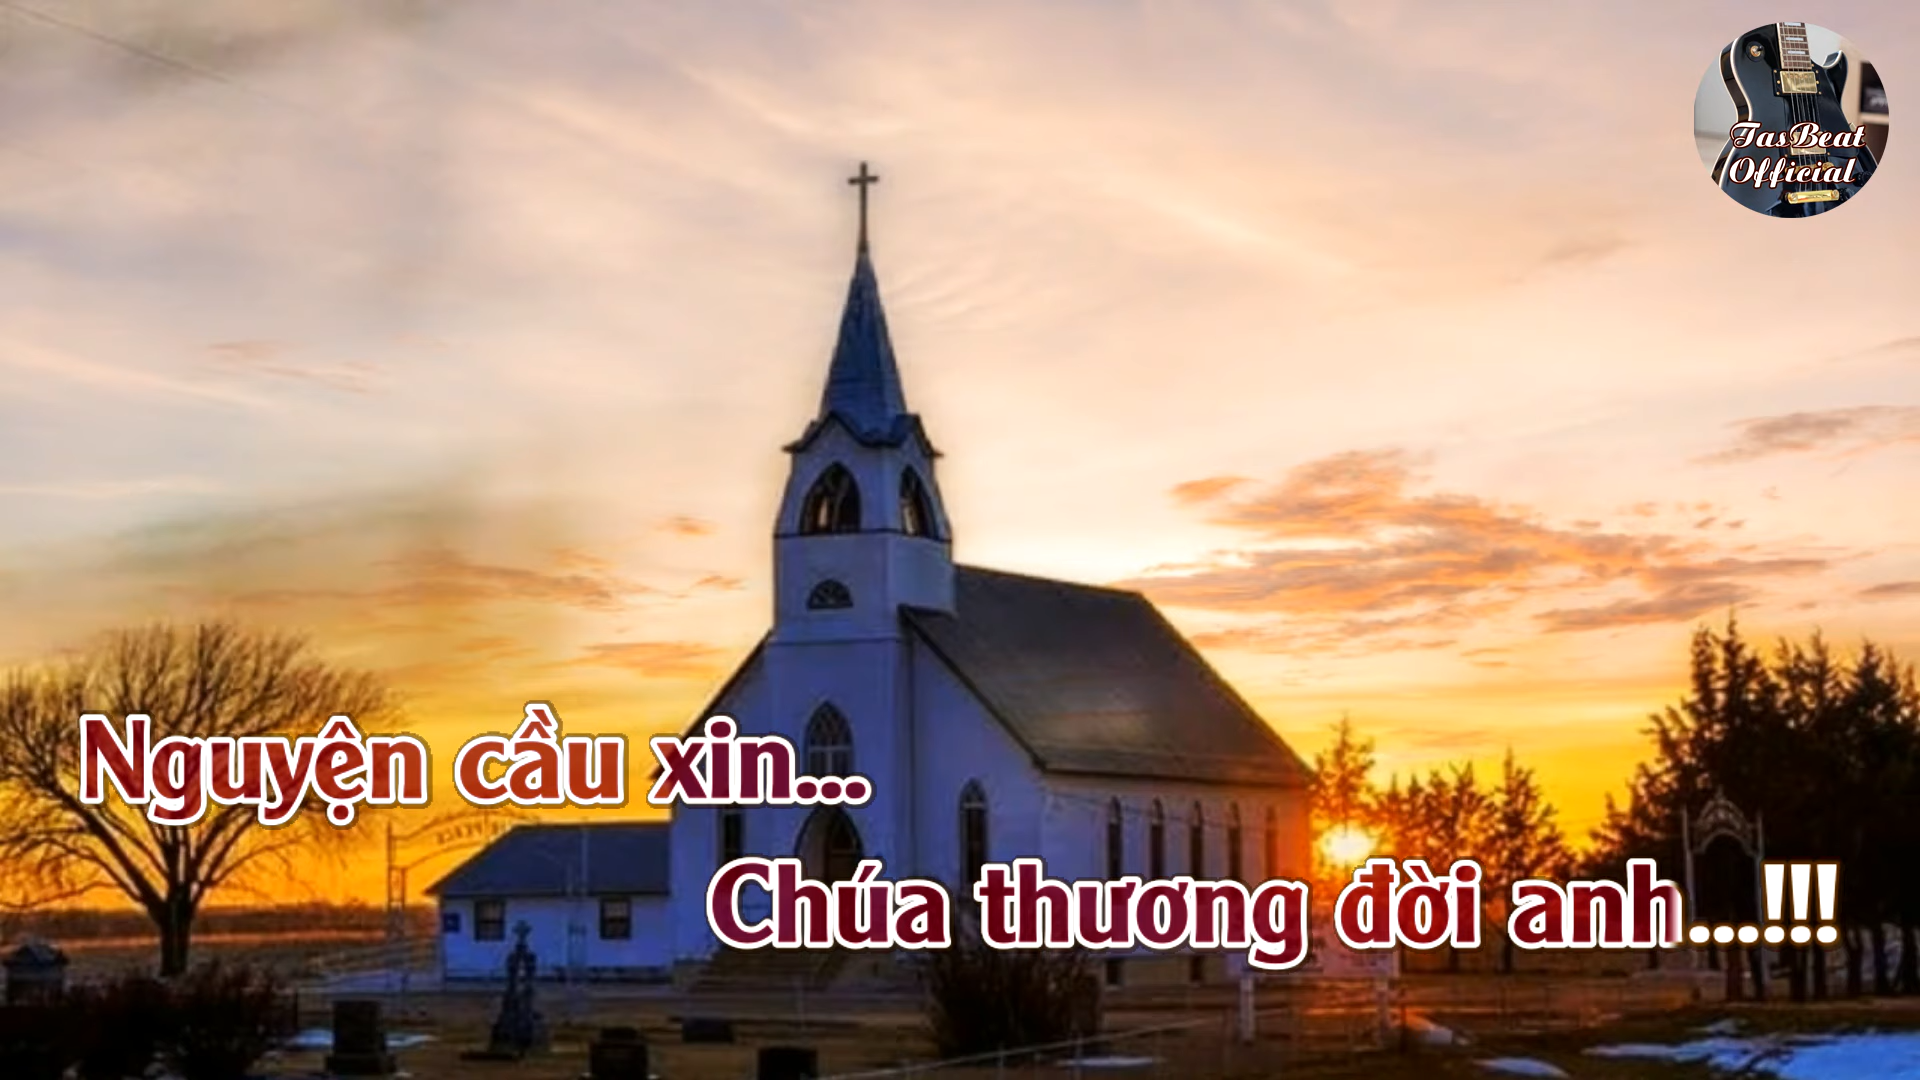 TasBeat
Official
Nguyện cầu xin...
Chúa thương đời anh...!!!